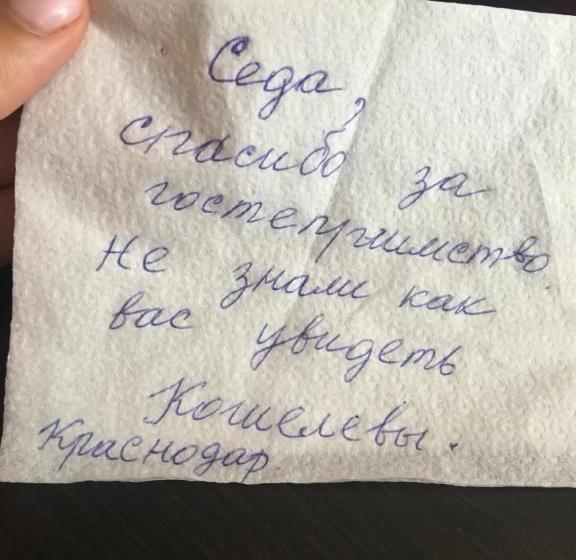 Седа,
спасибо за
гостеприимство.
Не знали как
вас увидеть
Кошелевы.
Краснодар